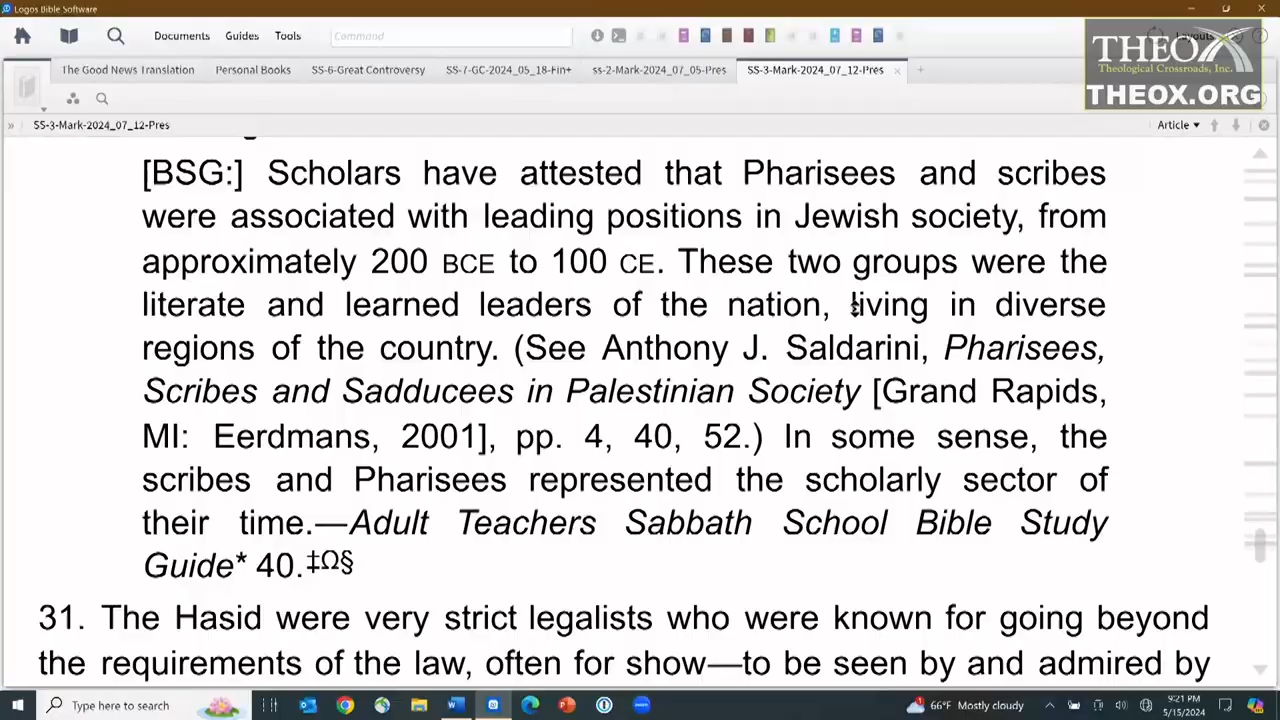 Logos Bible Software
Documents Guides Tools Command Layouts
THEOX
Theological Crossroads, Inc.
THEOX.ORG
The Good News Translation Personal Books SS-6-Great Controversy 05_18-Fin+ ss-2-Mark-2024_07_05-Pres SS-3-Mark-2024_07_12-Pres
SS-3-Mark-2024_07_12-Pres Article
[BSG:] Scholars have attested that Pharisees and scribes
were associated with leading positions in Jewish society, from
approximately 200 BCE to 100 CE. These two groups were the
literate and learned leaders of the nation, living in diverse
regions of the country. (See Anthony J. Saldarini, Pharisees,
Scribes and Sadducees in Palestinian Society [Grand Rapids,
MI: Eerdmans, 2001], pp. 4, 40, 52.) In some sense, the
scribes and Pharisees represented the scholarly sector of
their time.—Adult Teachers Sabbath School Bible Study
Guide* 40.‡Ω§
31. The Hasid were very strict legalists who were known for going beyond
the requirements of the law, often for show—to be seen by and admired by
Type here to search 66°F Mostly cloudy 9:21 PM
5/15/2024